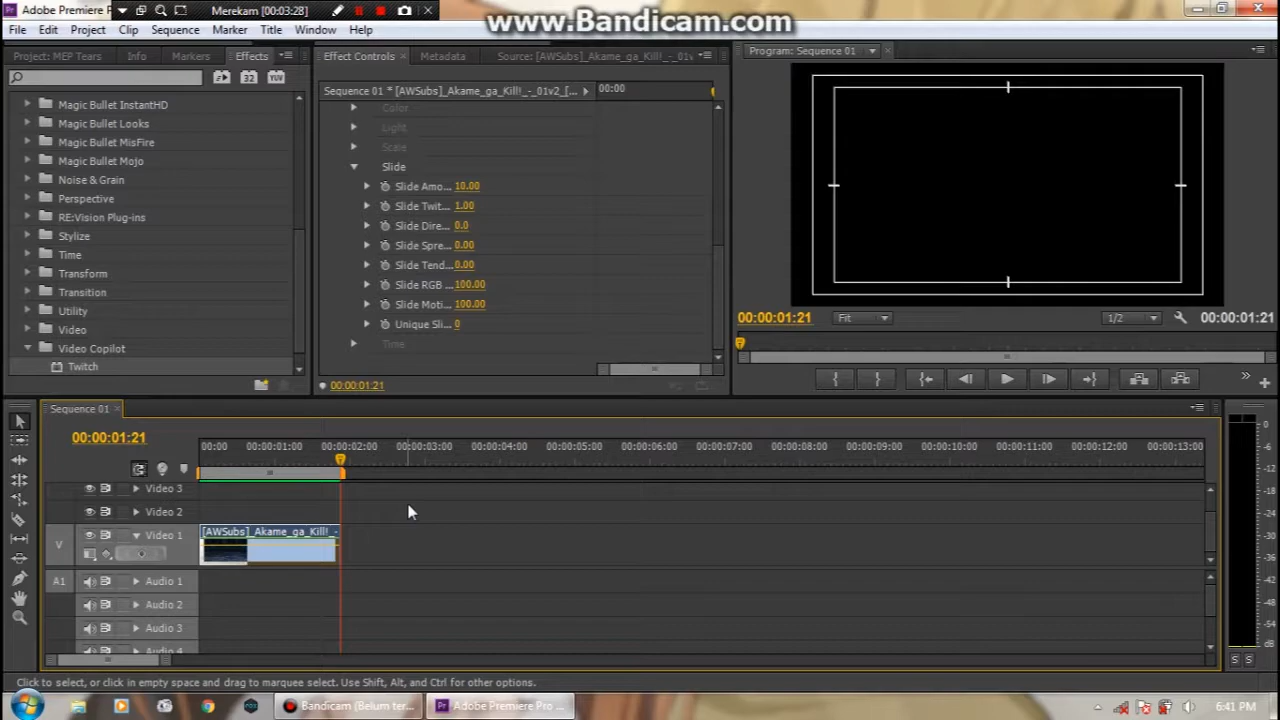 Adobe Premiere P
Merekam [00:03:28]
www.Bandicam.com
File Edit Project Clip Sequence Marker Title Window Help
Project: MEP Tears Info Markers Effects
Effect Controls Metadata Source: [AWSubs]_Akame_ga_Kill!_-_01v
Program: Sequence 01
Sequence 01 * [AWSubs]_Akame_ga_Kill!_-_01v2_[...
00:00
Magic Bullet InstantHD
Magic Bullet Looks
Magic Bullet MisFire
Magic Bullet Mojo
Noise & Grain
Perspective
RE:Vision Plug-ins
Stylize
Time
Transform
Transition
Utility
Video
Video Copilot
Twitch
Color
Light
Scale
Slide
Slide Amo... 10.00
Slide Twit... 1.00
Slide Dire... 0.0
Slide Spre... 0.00
Slide Tend... 0.00
Slide RGB ... 100.00
Slide Moti... 100.00
Unique Sli... 0
Time
00:00:01:21
00:00:01:21 Fit 1/2 00:00:01:21
Sequence 01
00:00:01:21
00:00 00:00:01:00 00:00:02:00 00:00:03:00 00:00:04:00 00:00:05:00 00:00:06:00 00:00:07:00 00:00:08:00 00:00:09:00 00:00:10:00 00:00:11:00 00:00:12:00 00:00:13:00
Video 3
Video 2
V Video 1
[AWSubs]_Akame_ga_Kill!_-
A1 Audio 1
Audio 2
Audio 3
0
-6
-12
-18
-24
-30
-36
-42
-48
-54
dB
S S
Click to select, or click in empty space and drag to marquee select. Use Shift, Alt, and Ctrl for other options.
Bandicam (Belum ter...
Adobe Premiere Pro ...
6:41 PM